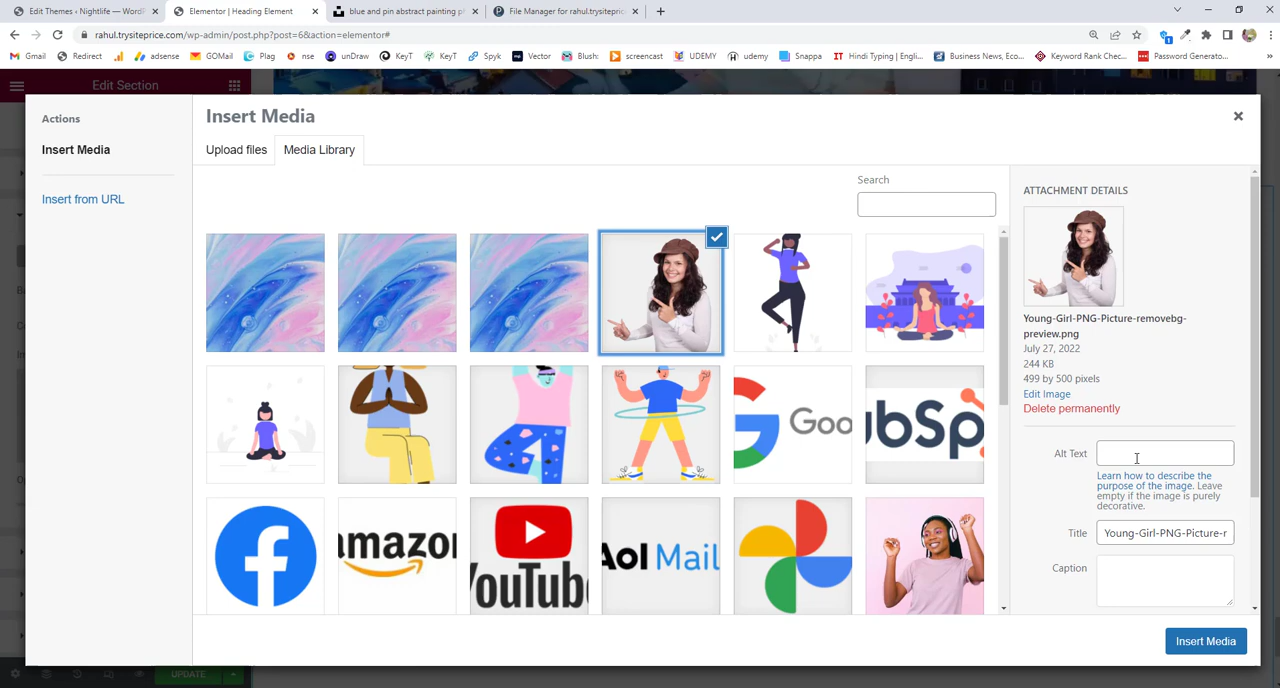 Edit Themes ‹ Nightlife — WordP
Elementor | Heading Element
blue and pin abstract painting ph
File Manager for rahul.trysiteprice
rahul.trysiteprice.com/wp-admin/post.php?post=6&action=elementor#
Gmail
Redirect
adsense
GOMail
Plag
nse
unDraw
KeyT
KeyT
Spyk
Vector
Blush:
screencast
UDEMY
udemy
Snappa
IT Hindi Typing | Engli...
Business News, Eco...
Keyword Rank Chec...
Password Generato...
»
Edit Section
Actions
Insert Media
Insert from URL
Insert Media
Upload files
Media Library
Search
Goo
ubSp
amazon
YouTube
Aol Mail
ATTACHMENT DETAILS
Young-Girl-PNG-Picture-removebg-
preview.png
July 27, 2022
244 KB
499 by 500 pixels
Edit Image
Delete permanently
Alt Text
Learn how to describe the
purpose of the image. Leave
empty if the image is purely
decorative.
Title
Young-Girl-PNG-Picture-r
Caption
Insert Media
UPDATE